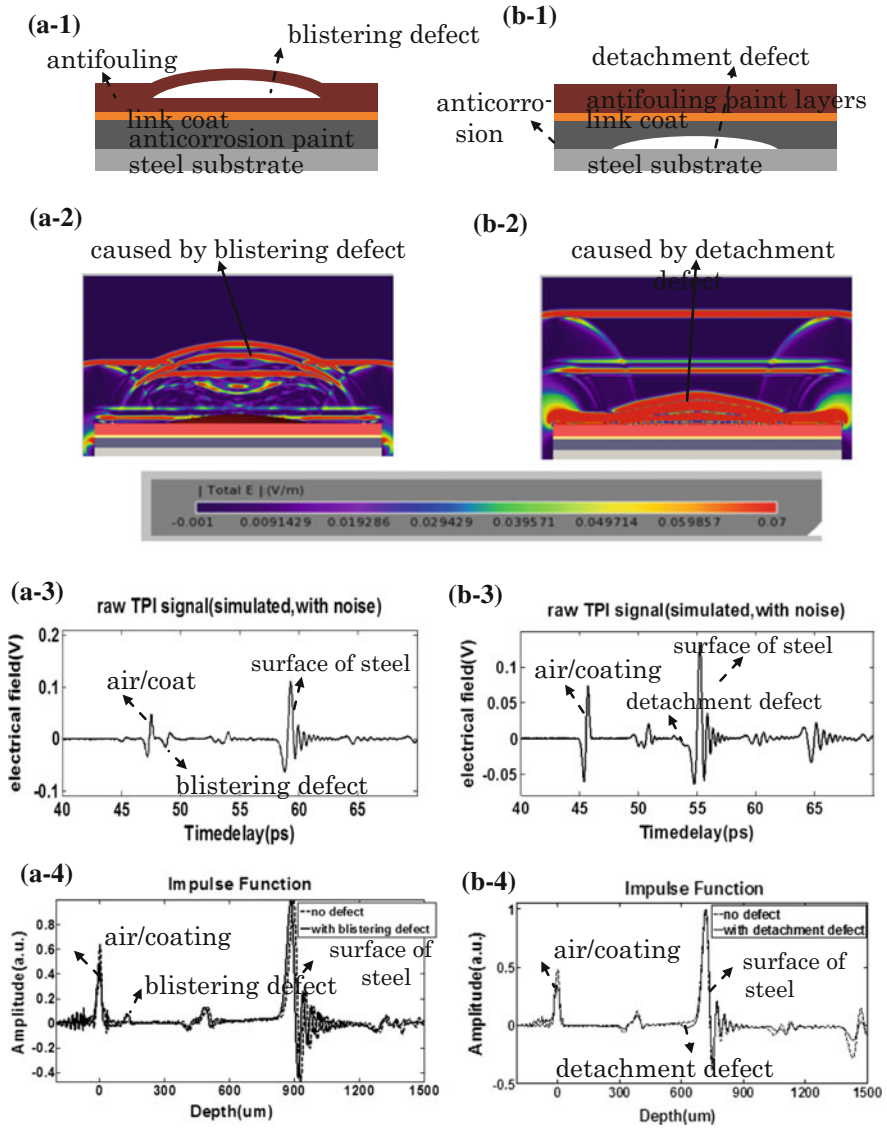 (a-1)
blistering defect
antifouling
link coat
anticorrosion paint
steel substrate
(b-1)
detachment defect
anticorro-
sion
antifouling paint layers
link coat
steel substrate
(a-2)
caused by blistering defect
(b-2)
caused by detachment
defect
| Total E |(V/m)
-0.001 0.0091429 0.019286 0.029429 0.039571 0.049714 0.059857 0.07
(a-3)
raw TPI signal(simulated,with noise)
electrical field(V)
0.2
0.1
0
-0.1
air/coat
surface of steel
blistering defect
40 45 50 55 60 65
Timedelay(ps)
(b-3)
raw TPI signal(simulated,with noise)
electrical field(V)
0.1
0.05
0
-0.05
air/coating
surface of steel
detachment defect
40 45 50 55 60 65
Timedelay(ps)
(a-4)
Impulse Function
Amplitude(a.u.)
0.8
0.6
0.4
0.2
0
-0.2
-0.4
no defect
with blistering defect
air/coating
blistering defect
surface of
steel
0 300 600 900 1200 1500
Depth(um)
(b-4)
Impulse Function
Amplitude(a.u.)
1
0.5
0
-0.5
no defect
with detachment defect
air/coating
surface of
steel
detachment defect
0 300 600 900 1200 1500
Depth(um)